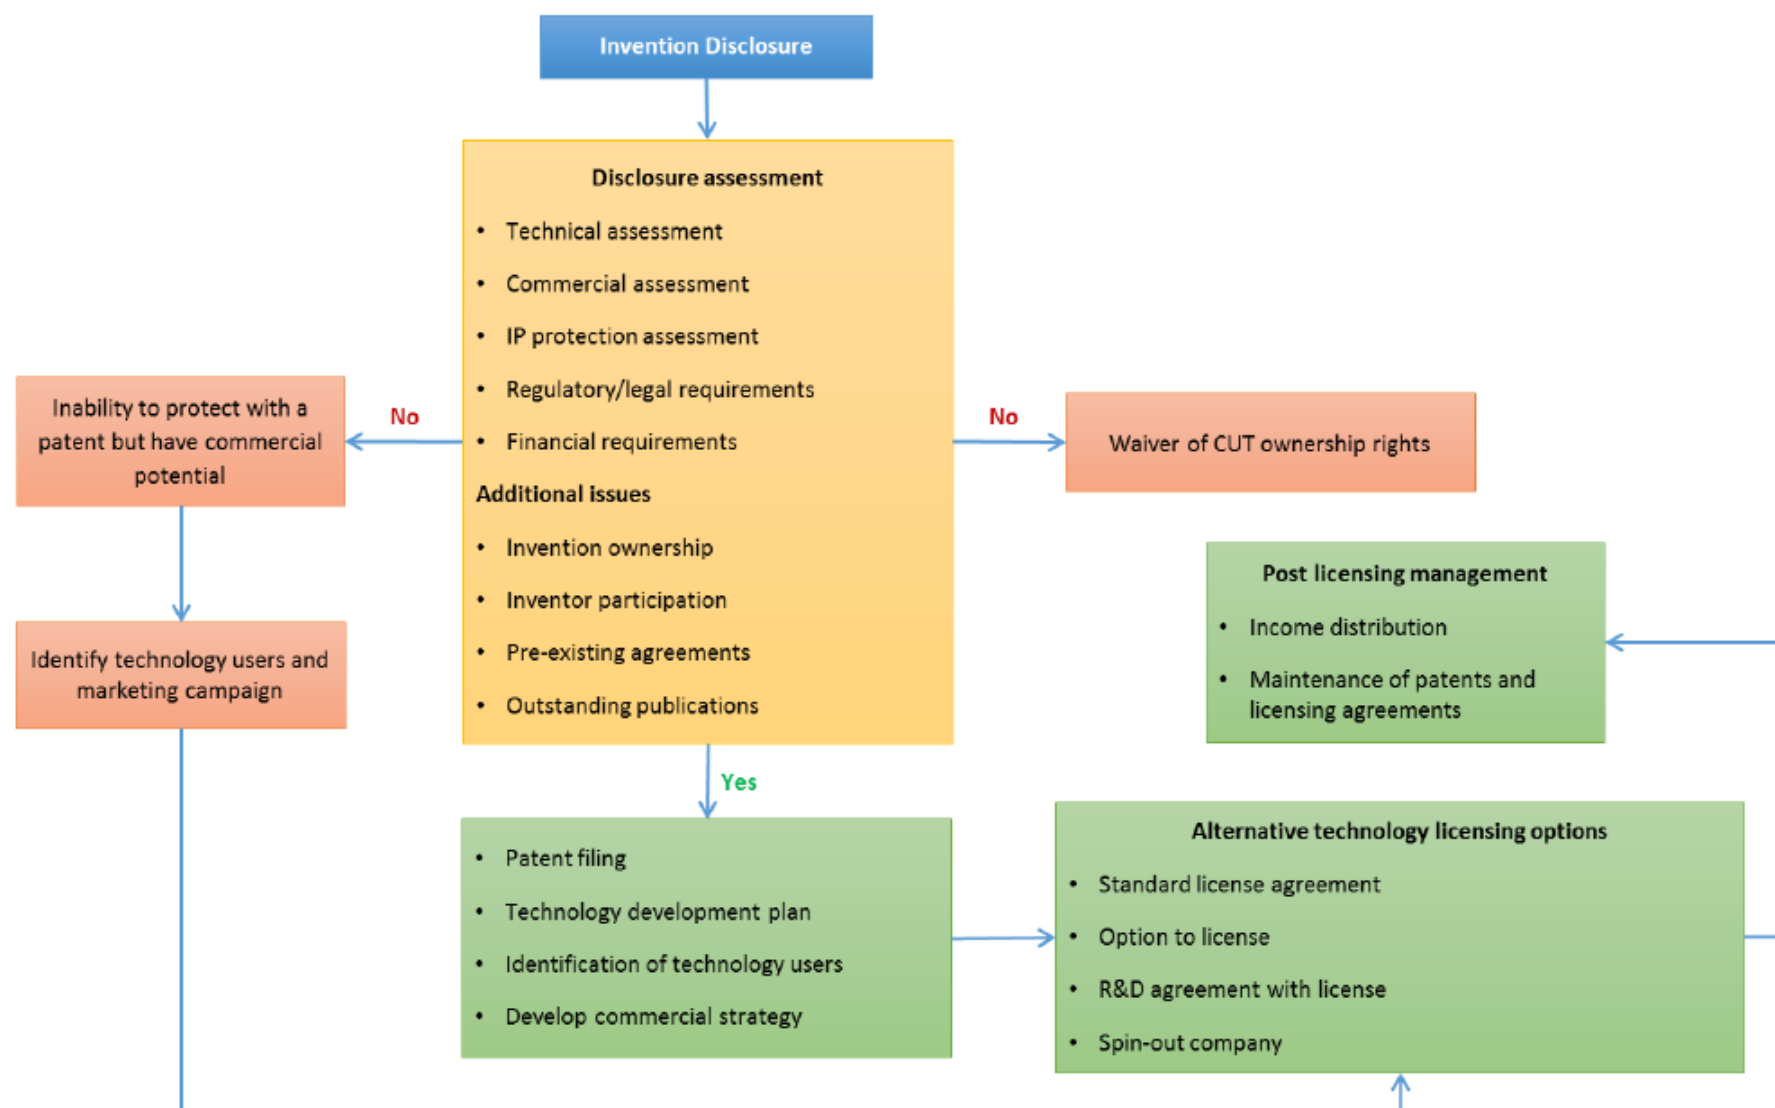 Invention Disclosure
Disclosure assessment
• Technical assessment
• Commercial assessment
• IP protection assessment
• Regulatory/legal requirements
• Financial requirements
Additional issues
• Invention ownership
• Inventor participation
• Pre-existing agreements
• Outstanding publications
No
Inability to protect with a
patent but have commercial
potential
Identify technology users and
marketing campaign
No
Waiver of CUT ownership rights
Yes
• Patent filing
• Technology development plan
• Identification of technology users
• Develop commercial strategy
Alternative technology licensing options
• Standard license agreement
• Option to license
• R&D agreement with license
• Spin-out company
Post licensing management
• Income distribution
• Maintenance of patents and
licensing agreements